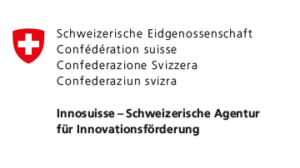 Schweizerische Eidgenossenschaft
Confédération suisse
Confederazione Svizzera
Confederaziun svizra
Innosuisse – Schweizerische Agentur
für Innovationsförderung